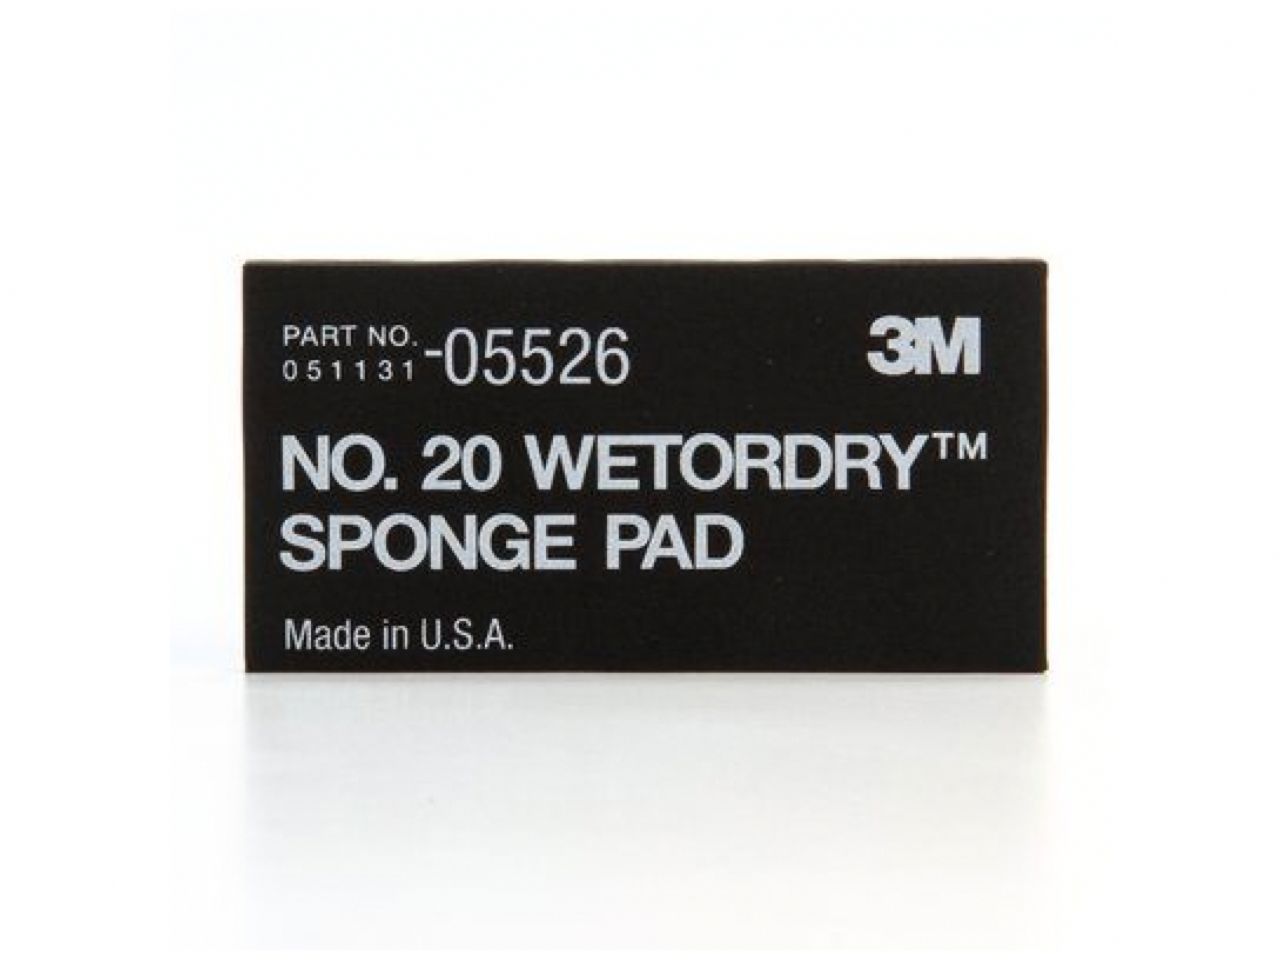 PART NO.
051131-05526
3M
NO. 20 WETORDRY™
SPONGE PAD
Made in U.S.A.